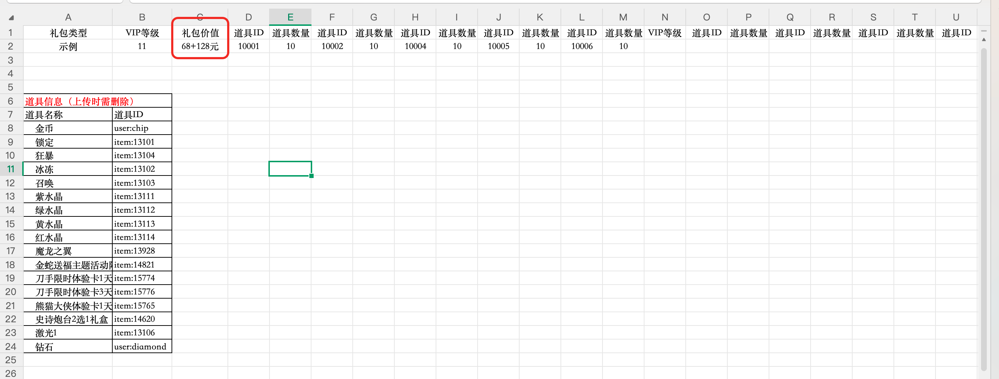 A B C D E F G H I J K L M N O P Q R S T U
1 礼包类型 VIP等级 礼包价值 道具ID 道具数量 道具ID 道具数量 道具ID 道具数量 道具ID 道具数量 道具ID 道具数量 VIP等级 道具ID 道具数量 道具ID 道具数量 道具ID 道具数量 道具ID
2 示例 11 68+128元 10001 10 10002 10 10004 10 10005 10 10006 10
3
4
5
6 道具信息（上传时需删除）
7 道具名称 道具ID
8 金币 user:chip
9 锁定 item:13101
10 狂暴 item:13104
11 冰冻 item:13102
12 召唤 item:13103
13 紫水晶 item:13111
14 绿水晶 item:13112
15 黄水晶 item:13113
16 红水晶 item:13114
17 魔龙之翼 item:13928
18 金蛇送福主题活动 item:14821
19 刀手限时体验卡1天 item:15774
20 刀手限时体验卡3天 item:15776
21 熊猫大侠体验卡1天 item:15765
22 史诗炮台2选1礼盒 item:14620
23 激光1 item:13106
24 钻石 user:diamond
25
26